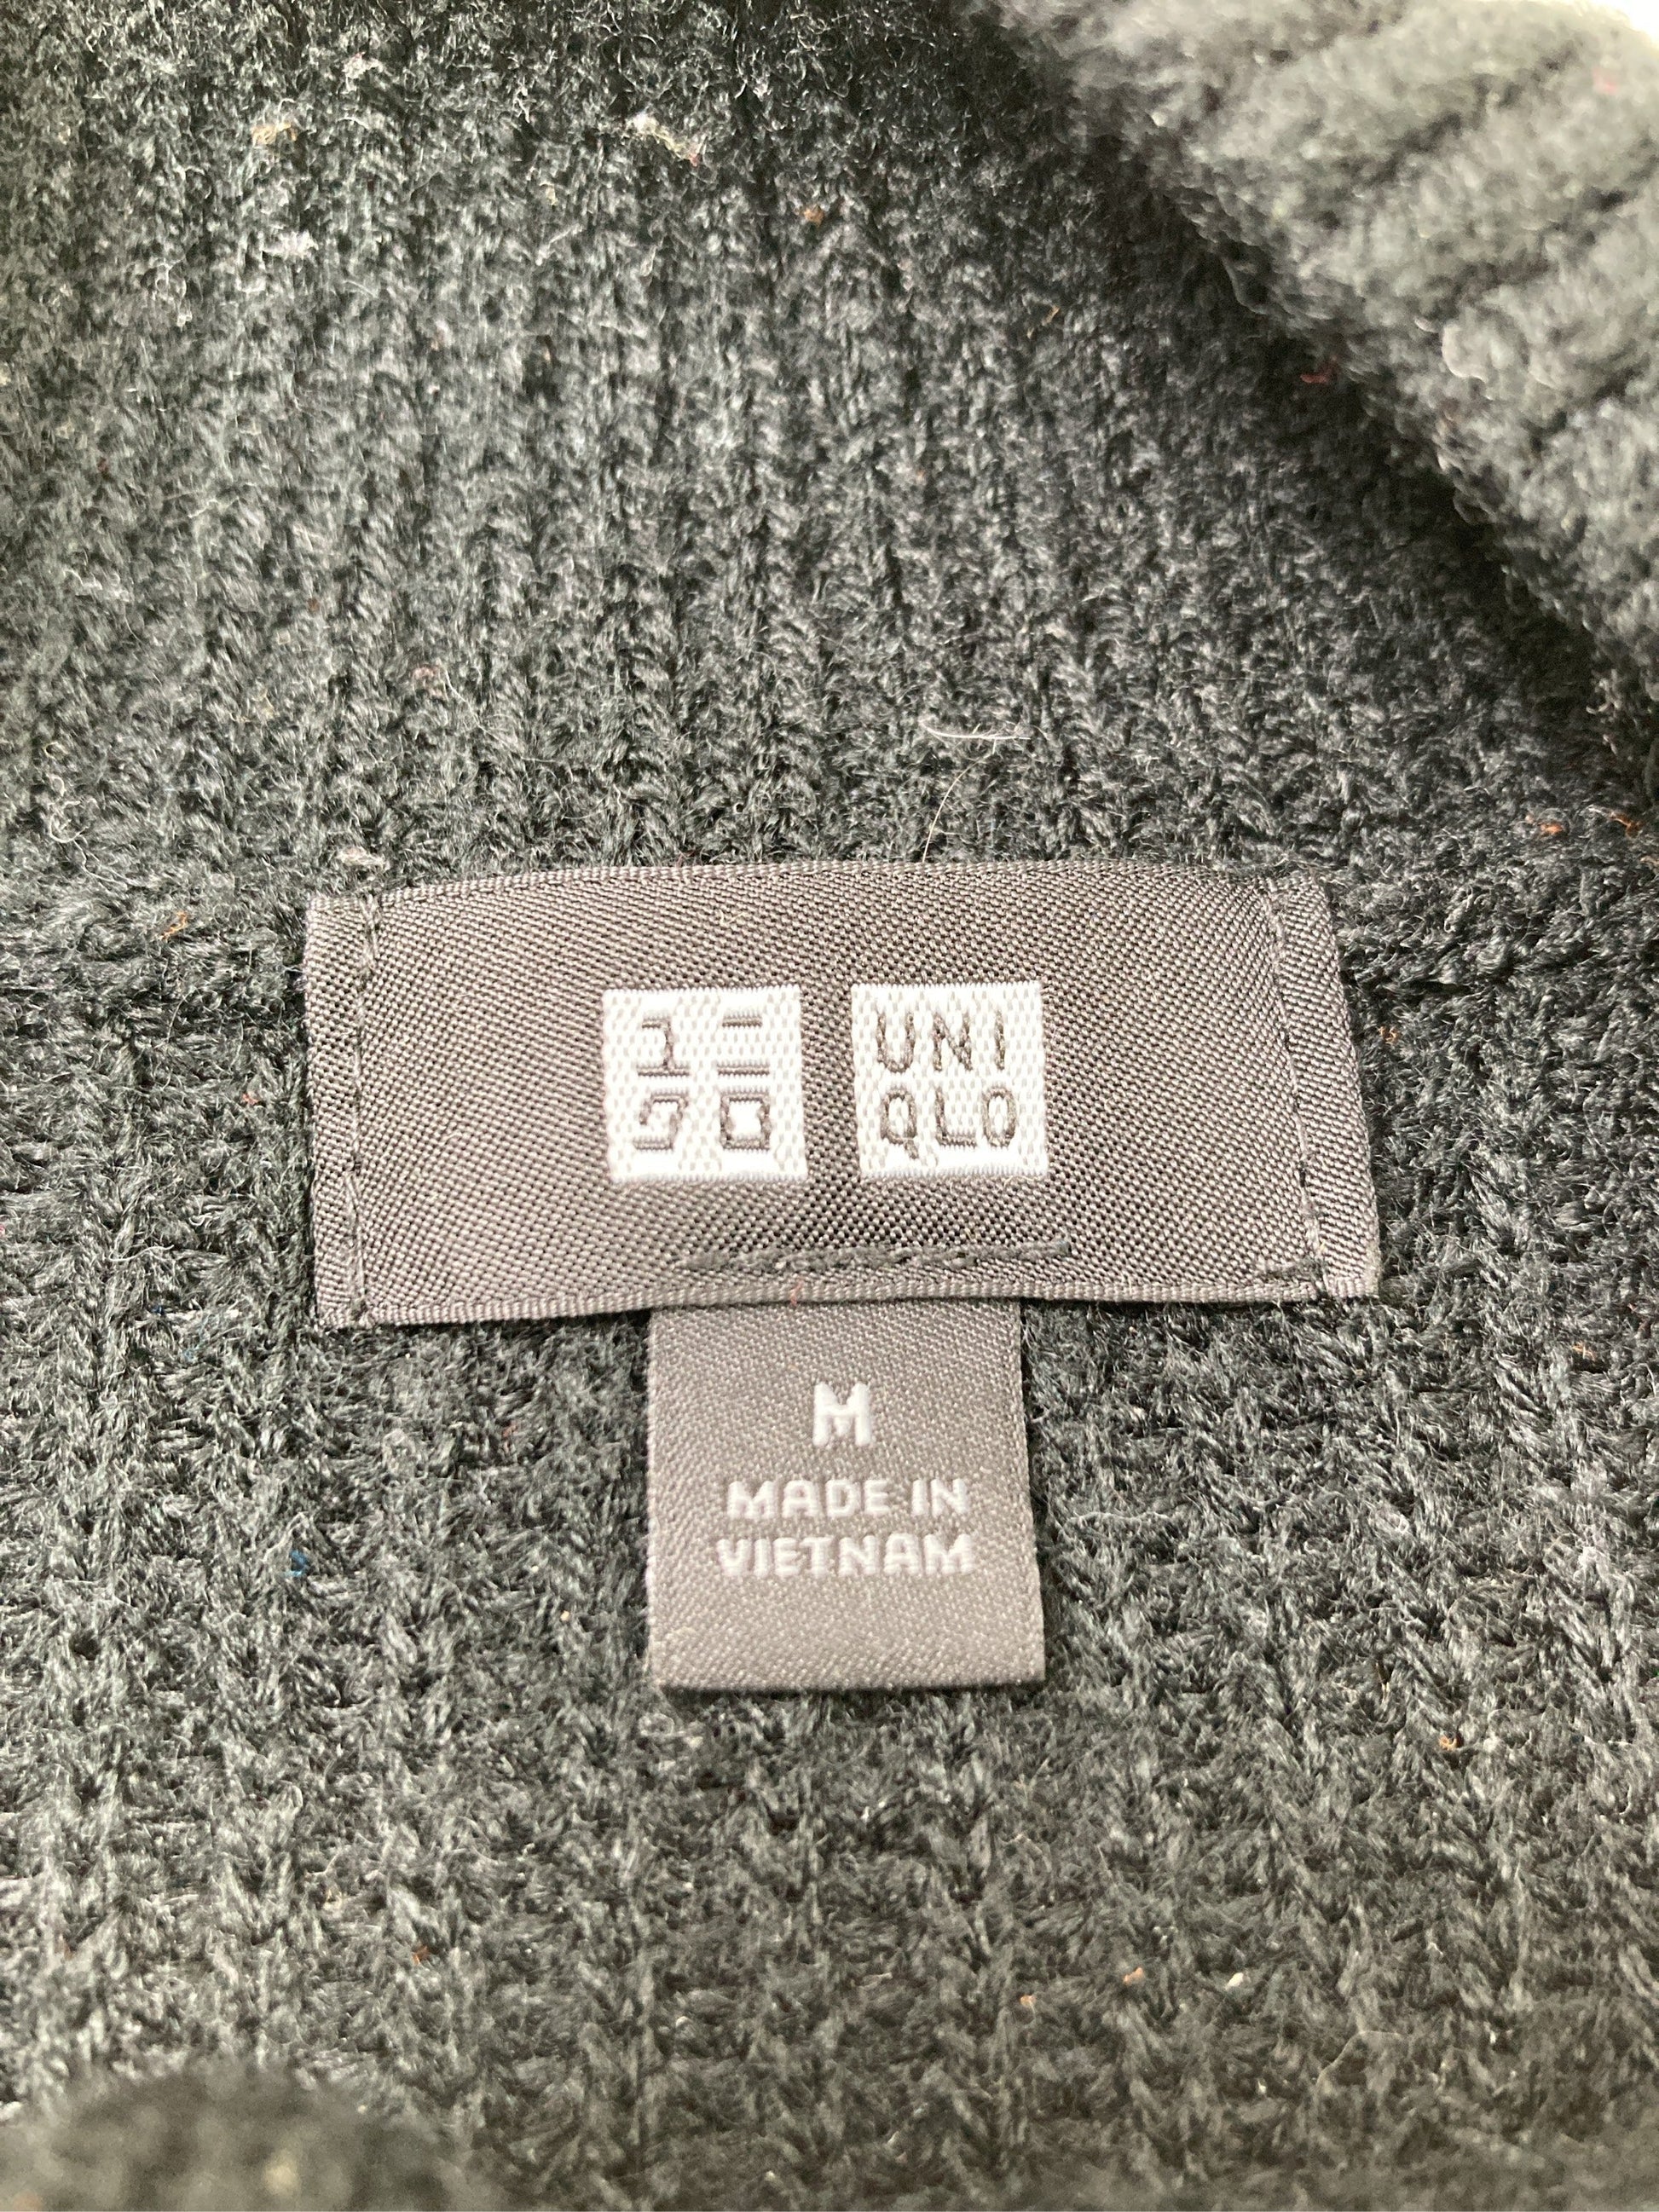 ユニ
クロ
UNI
QLO
M
MADE IN
VIETNAM